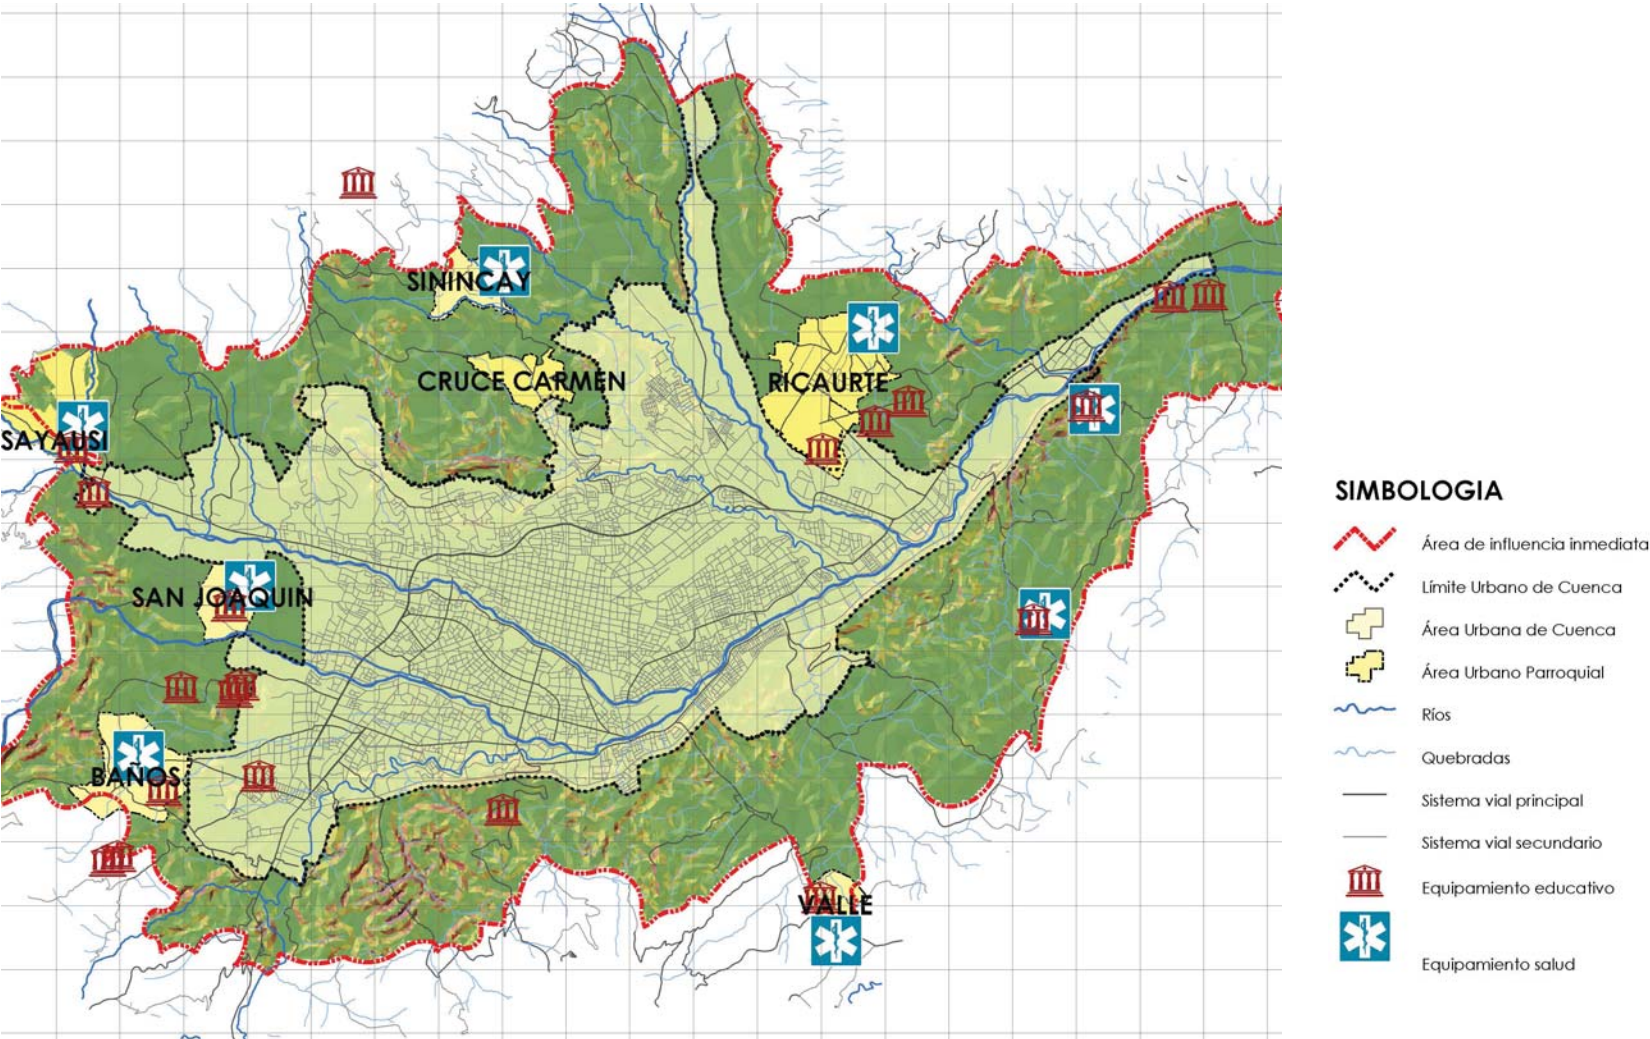 SININCAY
CRUCE CARMEN
RICAURTE
SAYAUSI
SAN JOAQUIN
BAÑOS
VALLE
SIMBOLOGIA
Área de influencia inmediata
Límite Urbano de Cuenca
Área Urbana de Cuenca
Área Urbano Parroquial
Ríos
Quebradas
Sistema vial principal
Sistema vial secundario
Equipamiento educativo
Equipamiento salud